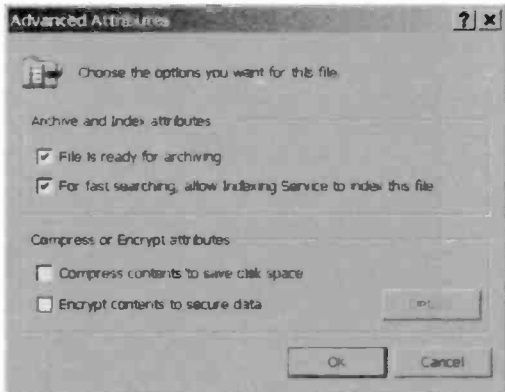 Advanced Attributes
Choose the options you want for this file
Archive and Index attributes
File is ready for archiving
For fast searching, allow Indexing Service to index this file
Compress or Encrypt attributes
Compress contents to save disk space
Encrypt contents to secure data
OK
Cancel